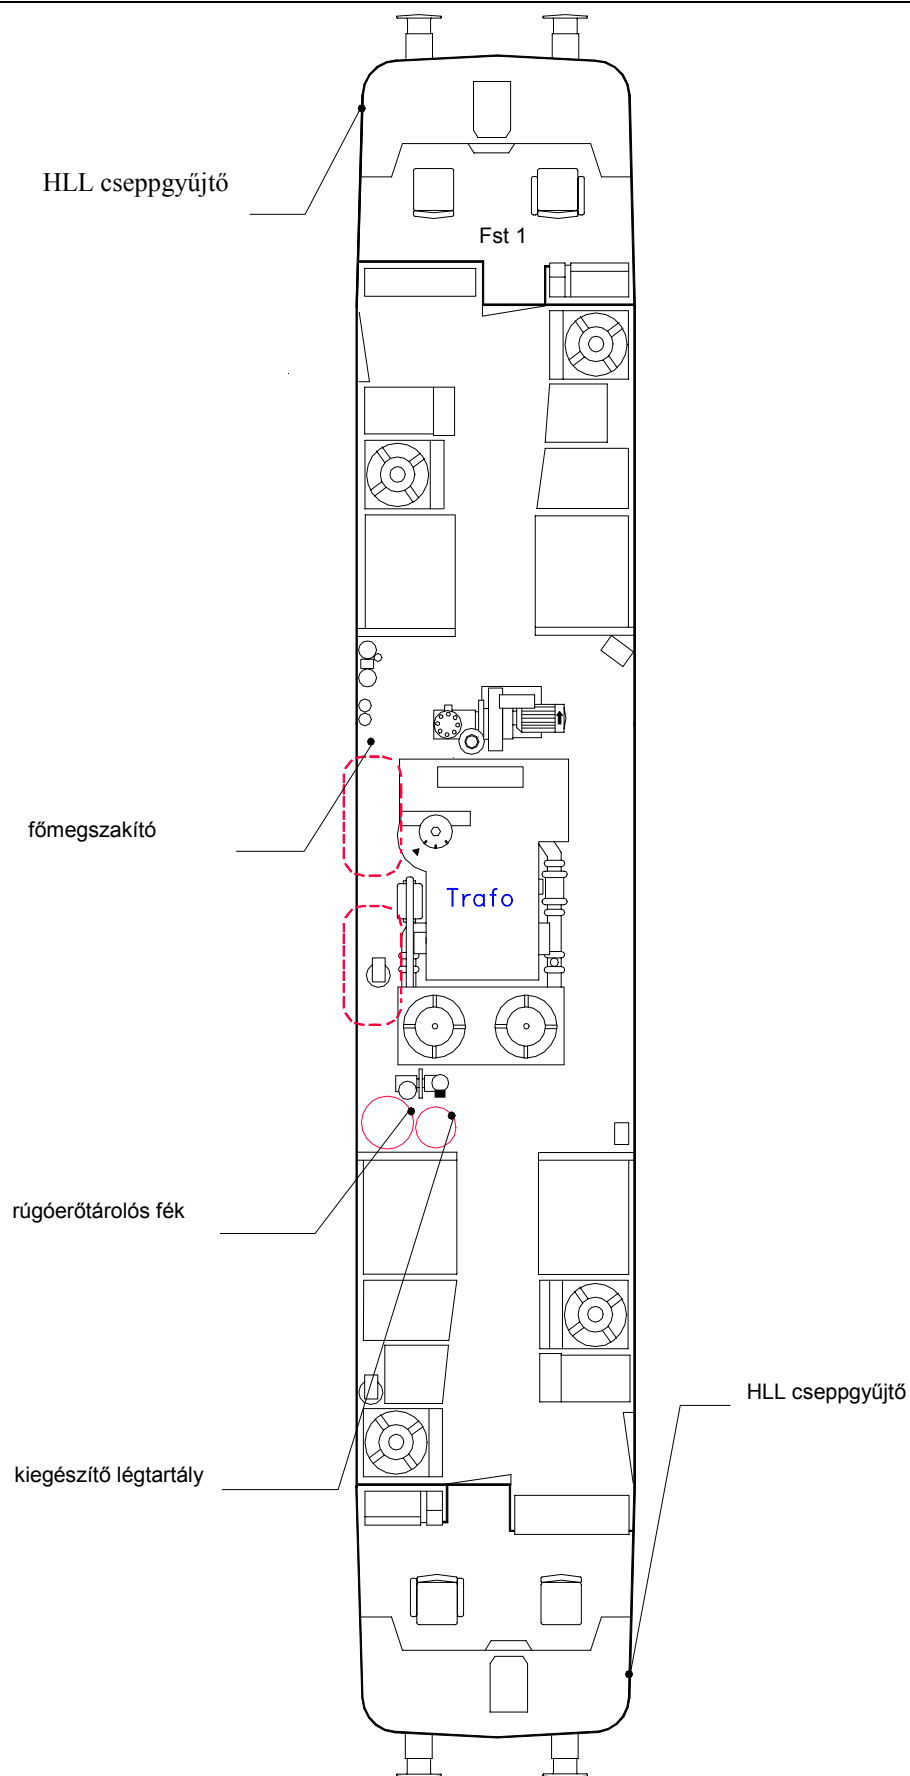 HLL cseppgyűjtő
Fst 1
főmegszakító
Trafo
rúgóerőtárolós fék
HLL cseppgyűjtő
kiegészítő légtartály